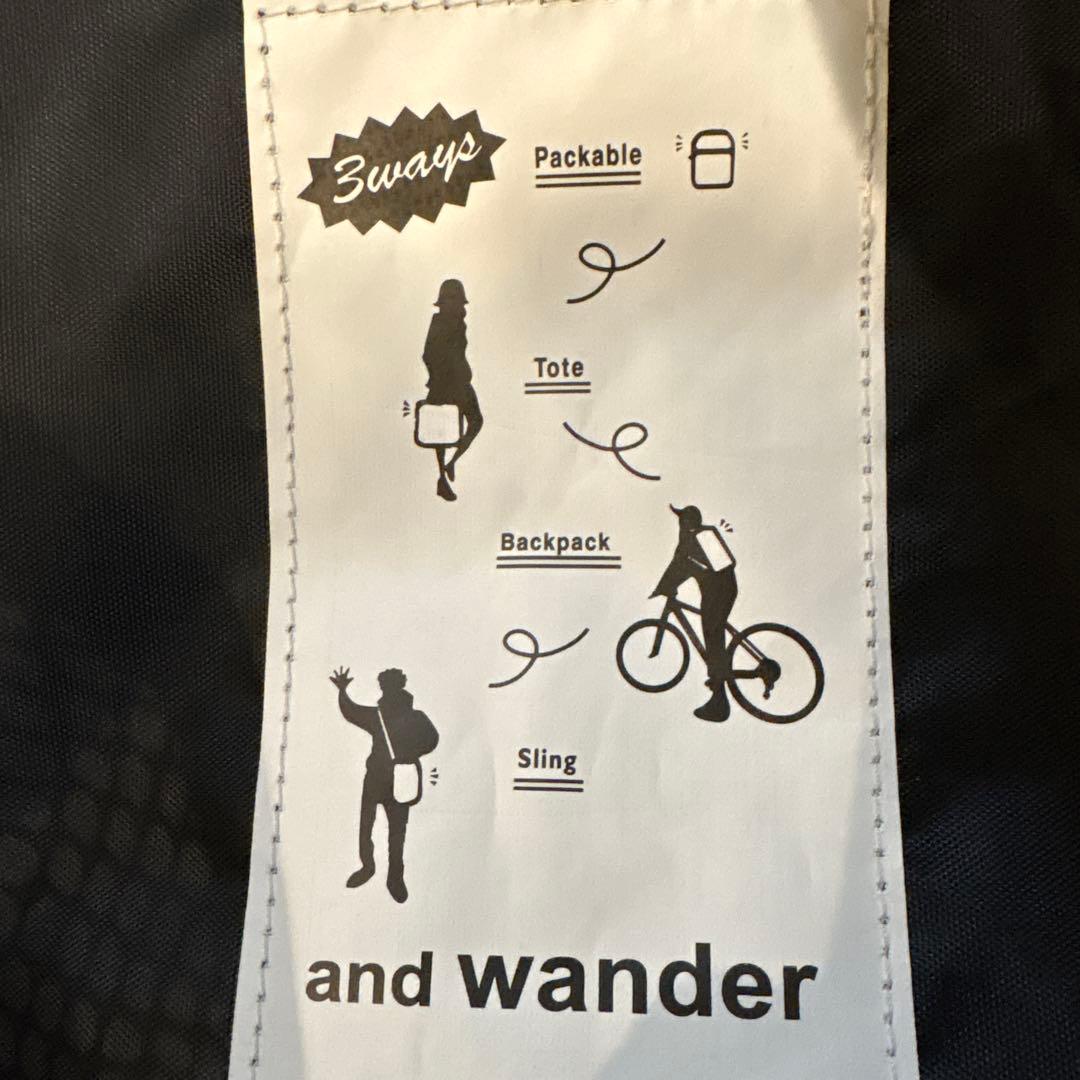 3ways
Packable
Tote
Backpack
Sling
and wander